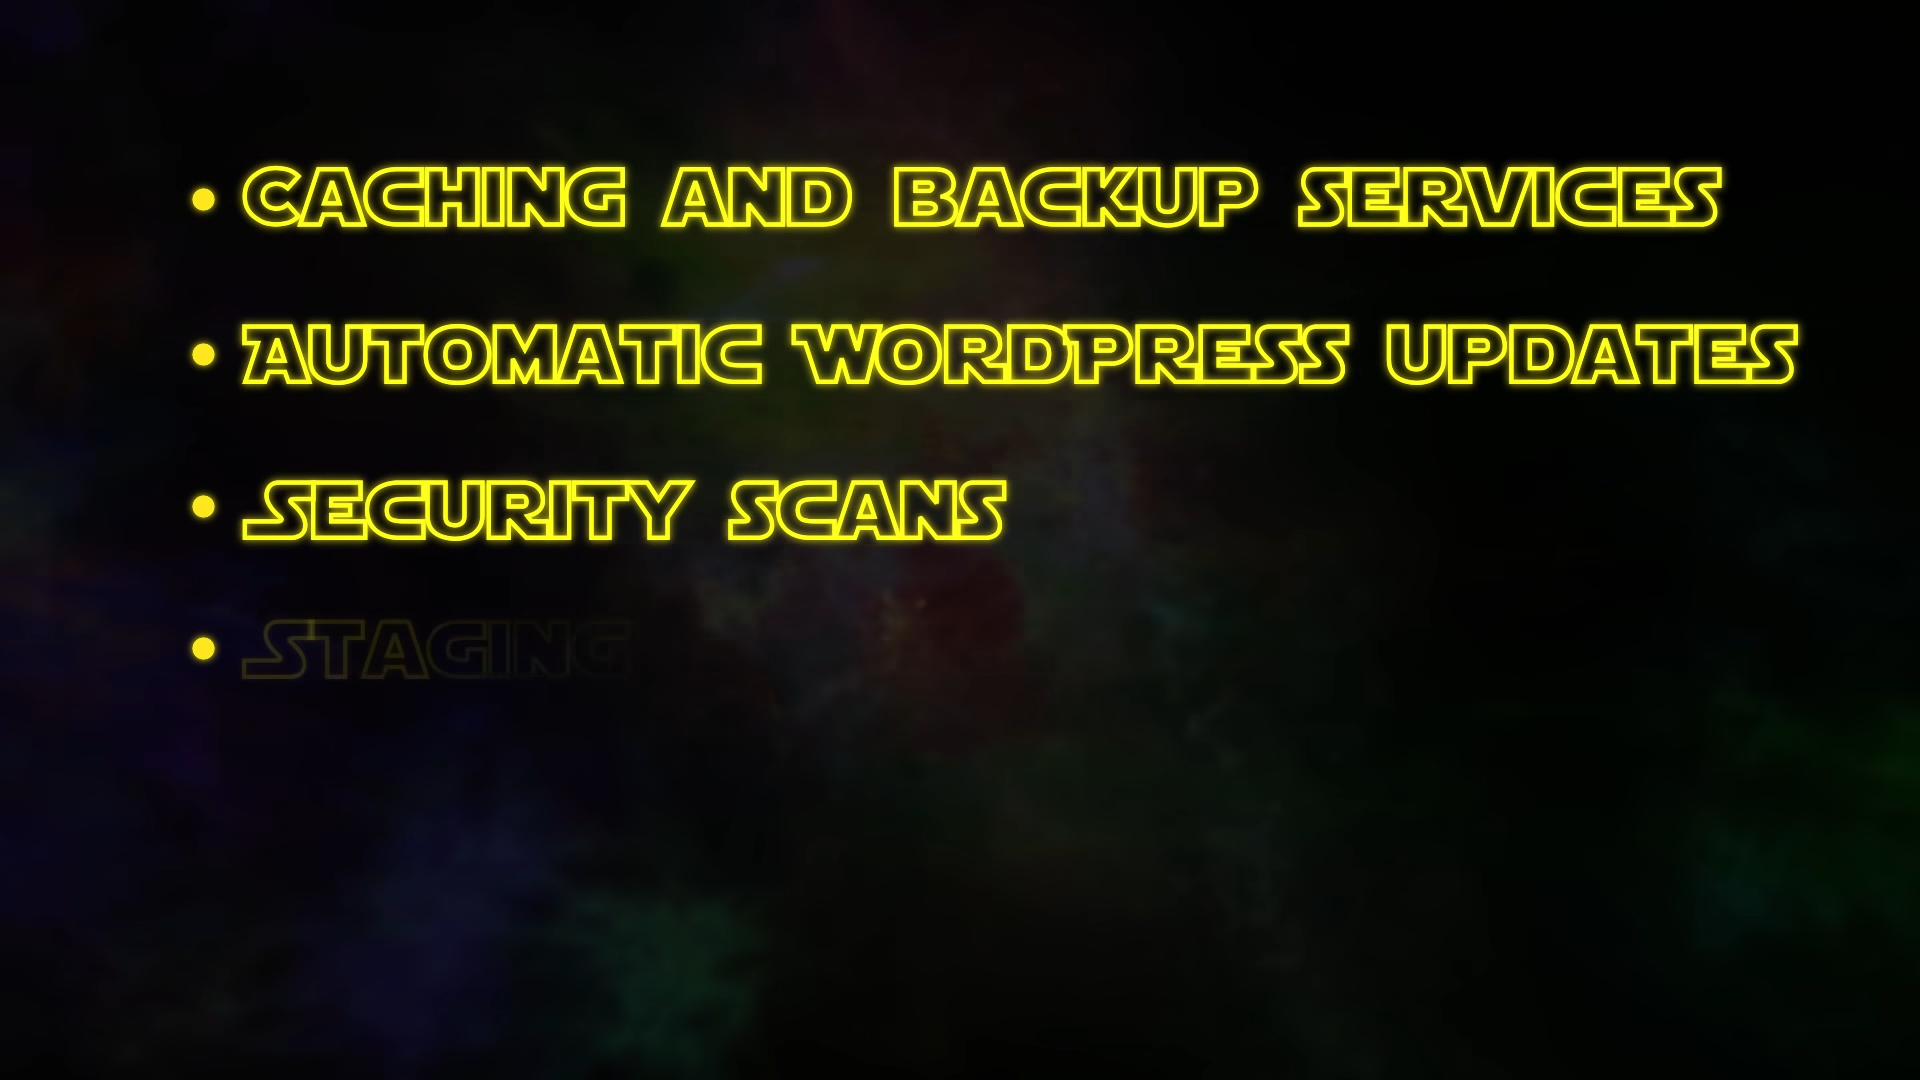 • CACHING AND BACKUP SERVICES
• AUTOMATIC WORDPRESS UPDATES
• SECURITY SCANS
• STAGING